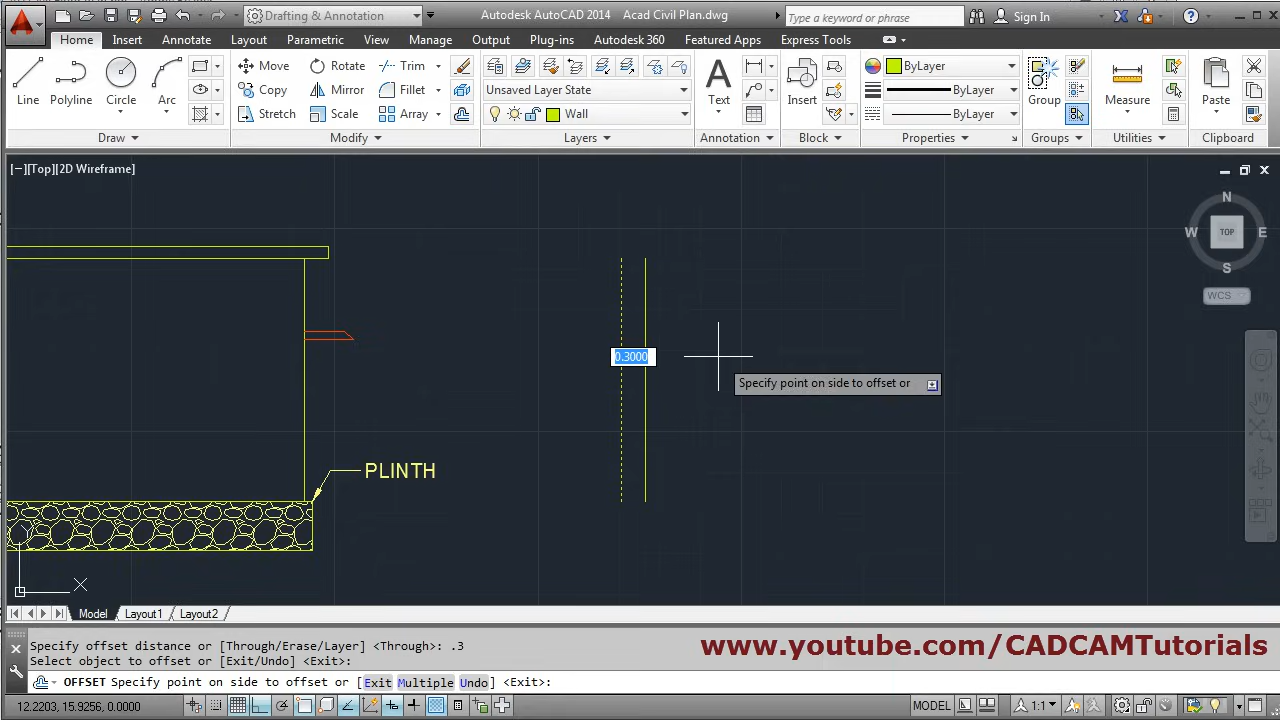 Drafting & Annotation
Autodesk AutoCAD 2014 Acad Civil Plan.dwg
Type a keyword or phrase
Sign In
Home Insert Annotate Layout Parametric View Manage Output Plug-ins Autodesk 360 Featured Apps Express Tools
Line
Polyline
Circle
Arc
Move
Rotate
Trim
Copy
Mirror
Fillet
Stretch
Scale
Array
Unsaved Layer State
Wall
Text
Insert
ByLayer
ByLayer
ByLayer
Group
Measure
Paste
Draw
Modify
Layers
Annotation
Block
Properties
Groups
Utilities
Clipboard
[−][Top][2D Wireframe]
N
W
TOP
E
S
WCS
0.3000
Specify point on side to offset or
PLINTH
X
Model Layout1 Layout2
Specify offset distance or [Through/Erase/Layer] <Through>: .3
Select object to offset or [Exit/Undo] <Exit>:
OFFSET Specify point on side to offset or [Exit Multiple Undo] <Exit>:
www.youtube.com/CADCAMTutorials
12.2203, 15.9256, 0.0000
MODEL
1:1